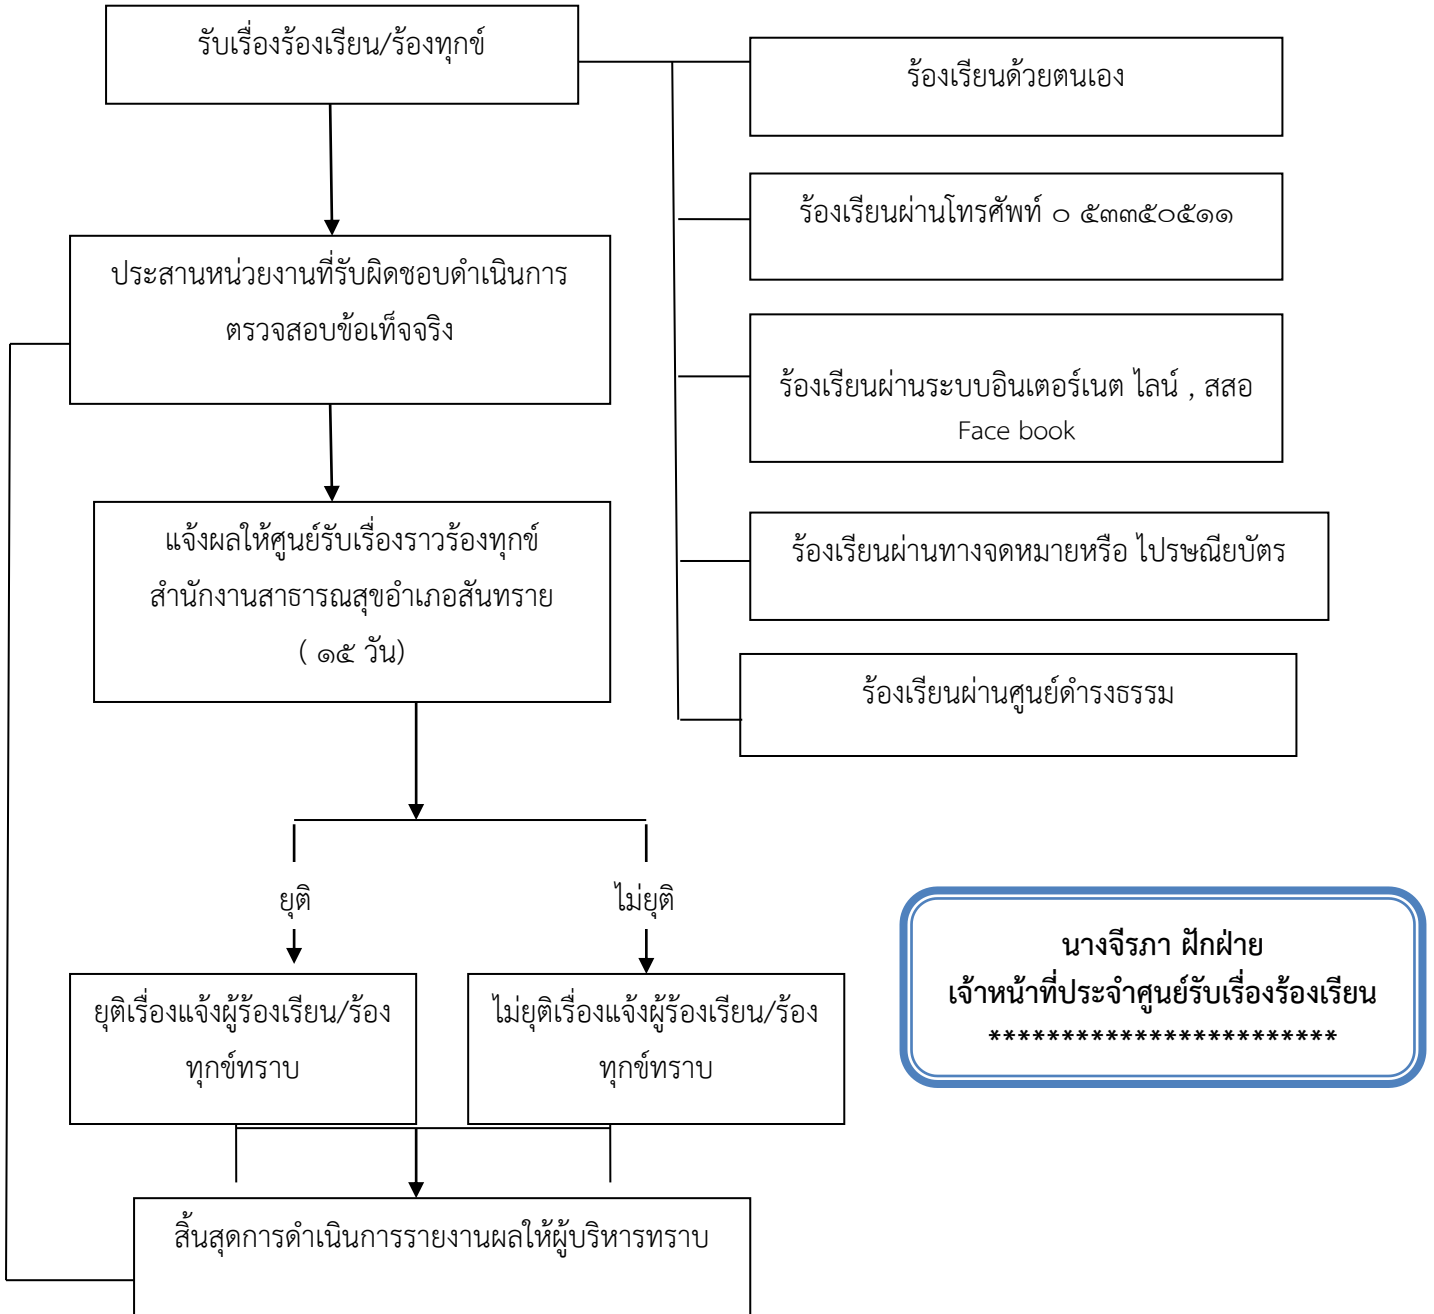 รับเรื่องร้องเรียน/ร้องทุกข์
ร้องเรียนด้วยตนเอง
ร้องเรียนผ่านโทรศัพท์ ๐ ๕๓๓๕๐๕๑๑
ประสานหน่วยงานที่รับผิดชอบดำเนินการ
ตรวจสอบข้อเท็จจริง
ร้องเรียนผ่านระบบอินเตอร์เนต ไลน์ , สสอ
Face book
แจ้งผลให้ศูนย์รับเรื่องราวร้องทุกข์
สำนักงานสาธารณสุขอำเภอสันทราย
( ๑๕ วัน)
ร้องเรียนผ่านทางจดหมายหรือ ไปรษณียบัตร
ร้องเรียนผ่านศูนย์ดำรงธรรม
ยุติ
ไม่ยุติ
ยุติเรื่องแจ้งผู้ร้องเรียน/ร้อง
ทุกข์ทราบ
ไม่ยุติเรื่องแจ้งผู้ร้องเรียน/ร้อง
ทุกข์ทราบ
นางจีรภา ฝักฝ่าย
เจ้าหน้าที่ประจำศูนย์รับเรื่องร้องเรียน
************************
สิ้นสุดการดำเนินการรายงานผลให้ผู้บริหารทราบ